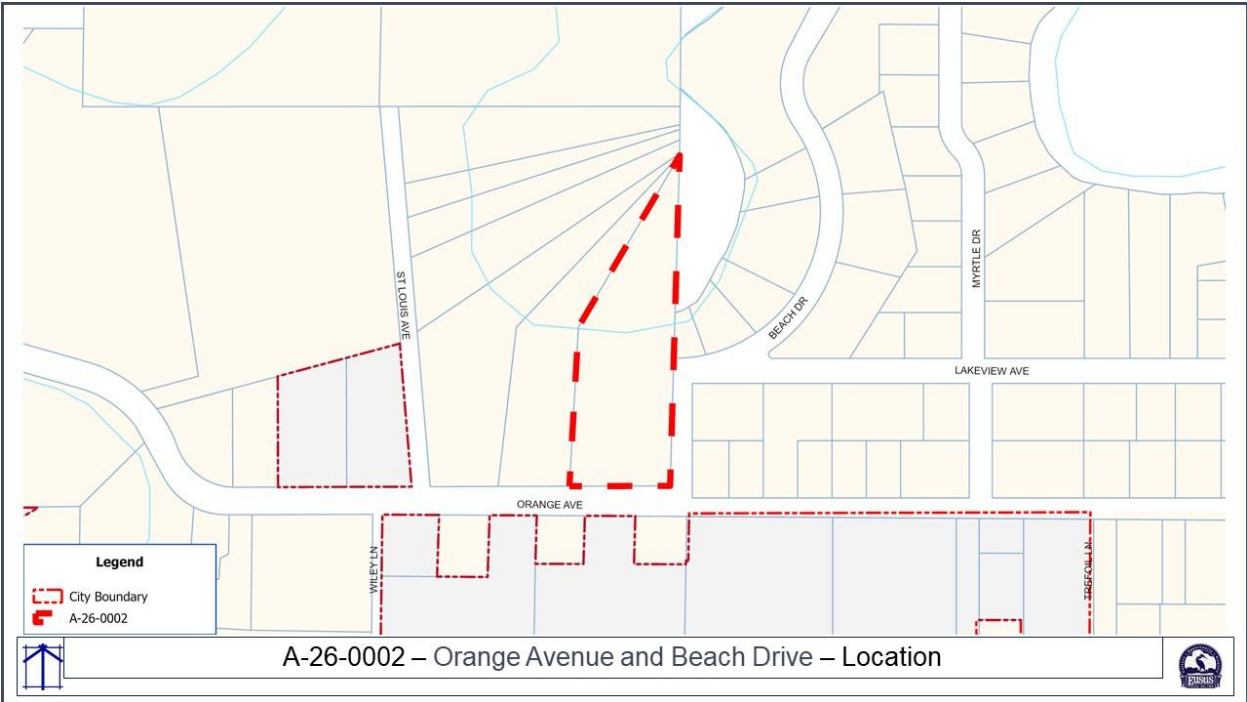 ST LOUIS AVE
MYRTLE DR
BEACH DR
LAKEVIEW AVE
ORANGE AVE
WILEY LN
TREFOIL LN
Legend
City Boundary
A-26-0002
A-26-0002 – Orange Avenue and Beach Drive – Location
EUSTIS